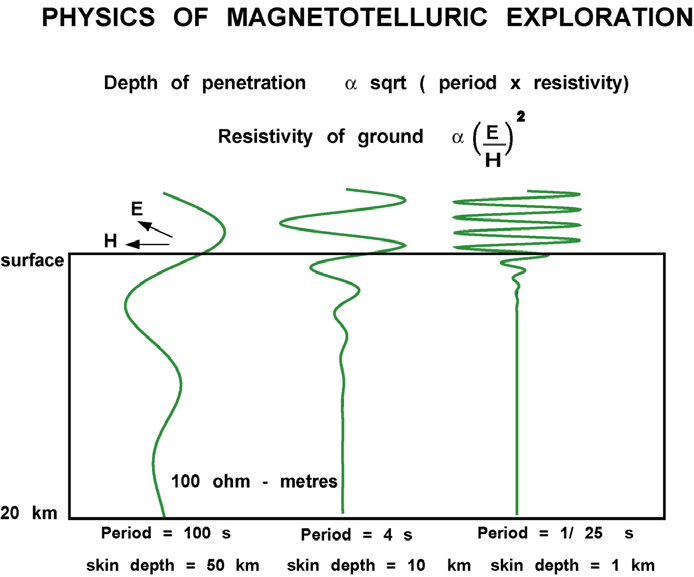 PHYSICS OF MAGNETOTELLURIC EXPLORATION
Depth of penetration α sqrt ( period x resistivity)
Resistivity of ground α (E/H)²
E
H
surface
100 ohm - metres
20 km
Period = 100 s
Period = 4 s
Period = 1/ 25 s
skin depth = 50 km
skin depth = 10 km
skin depth = 1 km